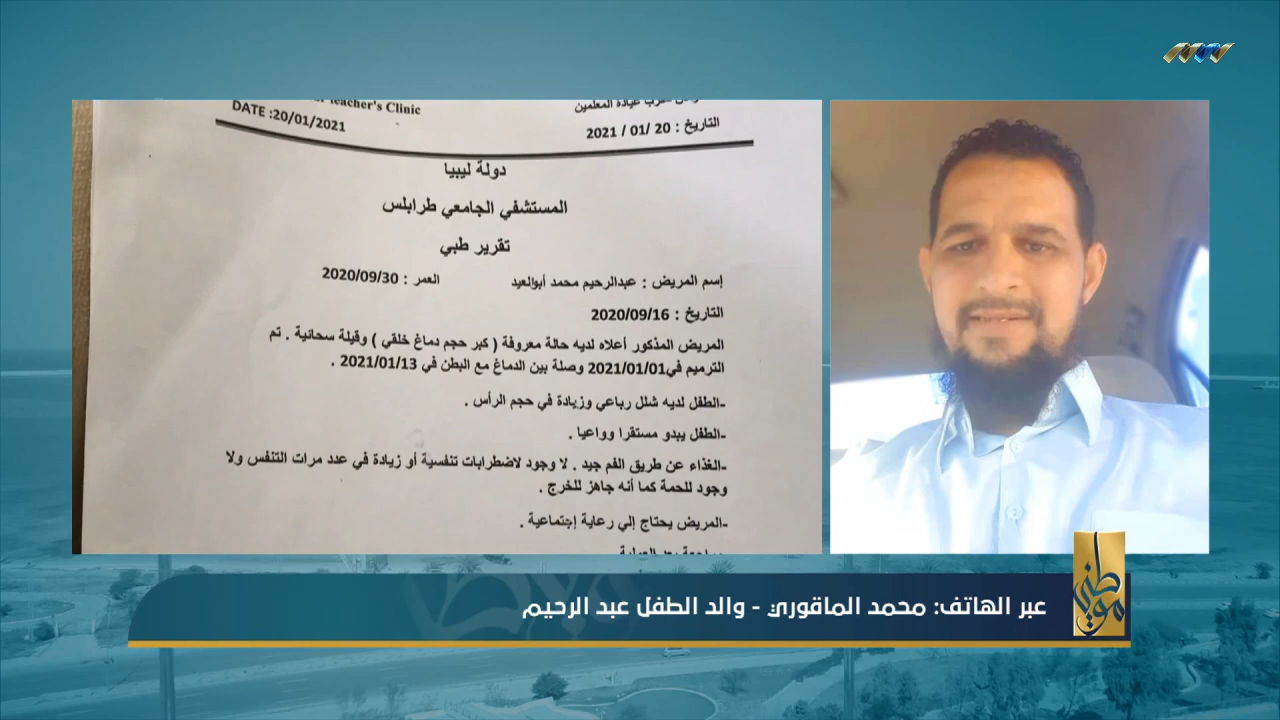 teacher's Clinic
عيادة المعلمين
DATE :20/01/2021
التاريخ : 20 /01 / 2021
دولة ليبيا
المستشفي الجامعي طرابلس
تقرير طبي
إسم المريض : عبدالرحيم محمد أبوالعيد العمر : 2020/09/30
التاريخ : 2020/09/16
المريض المذكور أعلاه لديه حالة معروفة ( كبر حجم دماغ خلقي ) وقيلة سحائية . تم
الترميم في2021/01/01 وصلة بين الدماغ مع البطن في 2021/01/13 .
-الطفل لديه شلل رباعي وزيادة في حجم الرأس .
-الطفل يبدو مستقرا وواعيا .
-الغذاء عن طريق الفم جيد . لا وجود لاضطرابات تنفسية أو زيادة في عدد مرات التنفس ولا
وجود للحمة كما أنه جاهز للخرج .
-المريض يحتاج إلي رعاية إجتماعية .
عبر الهاتف: محمد الماقوري - والد الطفل عبد الرحيم
موطني